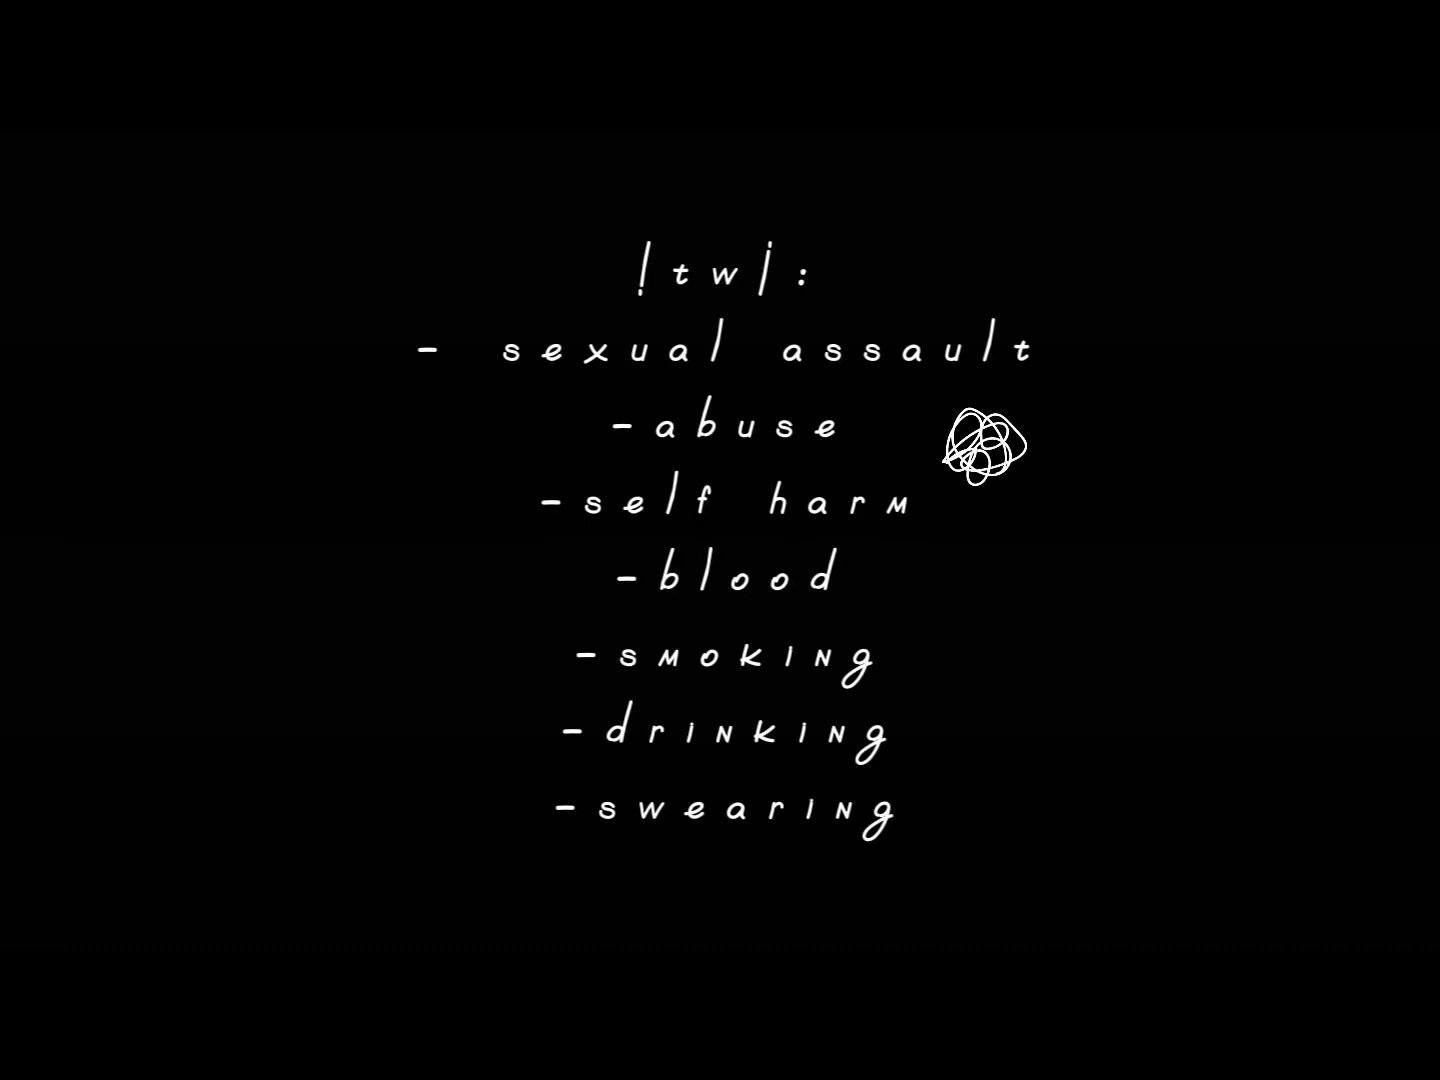 !tw¡:
- sexual assault
-abuse
-self harm
-blood
-smoking
-drinking
-swearing